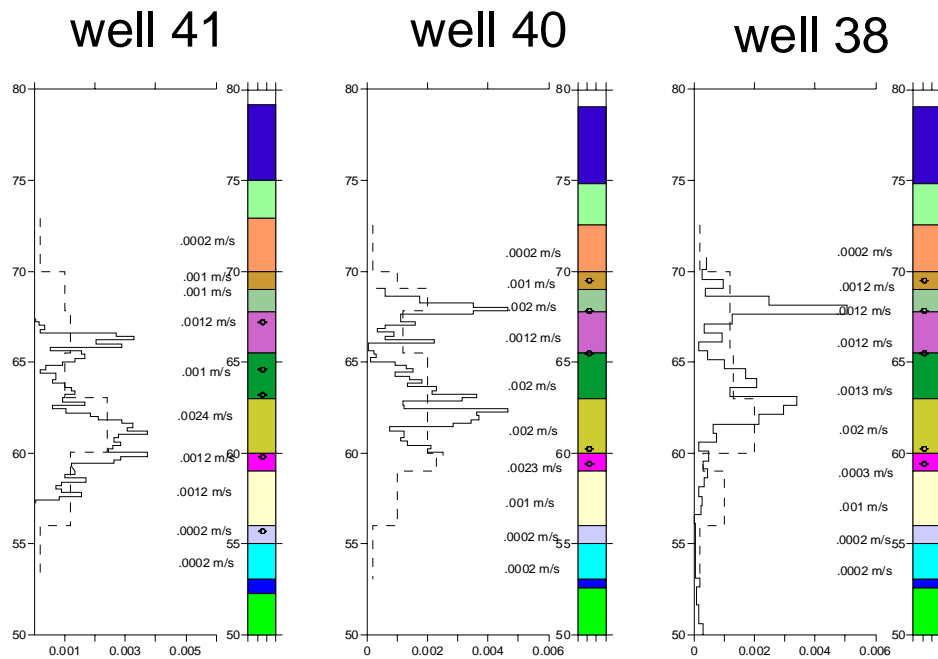 well 41
well 40
well 38
80 80 80 80 80 80
75 75 75 75 75 75
.0002 m/s .0002 m/s .0002 m/s
70 70 70 70 70 70
.001 m/s .001 m/s .0012 m/s
.001 m/s .002 m/s .0012 m/s
.0012 m/s .0012 m/s .0012 m/s
65 65 65 65 65 65
.001 m/s .002 m/s .0013 m/s
.0024 m/s .002 m/s .002 m/s
60 60 60 60 60 60
.0012 m/s .0023 m/s .0003 m/s
.0012 m/s .001 m/s .001 m/s
.0002 m/s .0002 m/s .0002 m/s
55 55 55 55 55 55
.0002 m/s .0002 m/s .0002 m/s
50 50 50 50 50 50
0.001 0.003 0 0.002 0.004 0.006 0 0.002 0.004 0.006